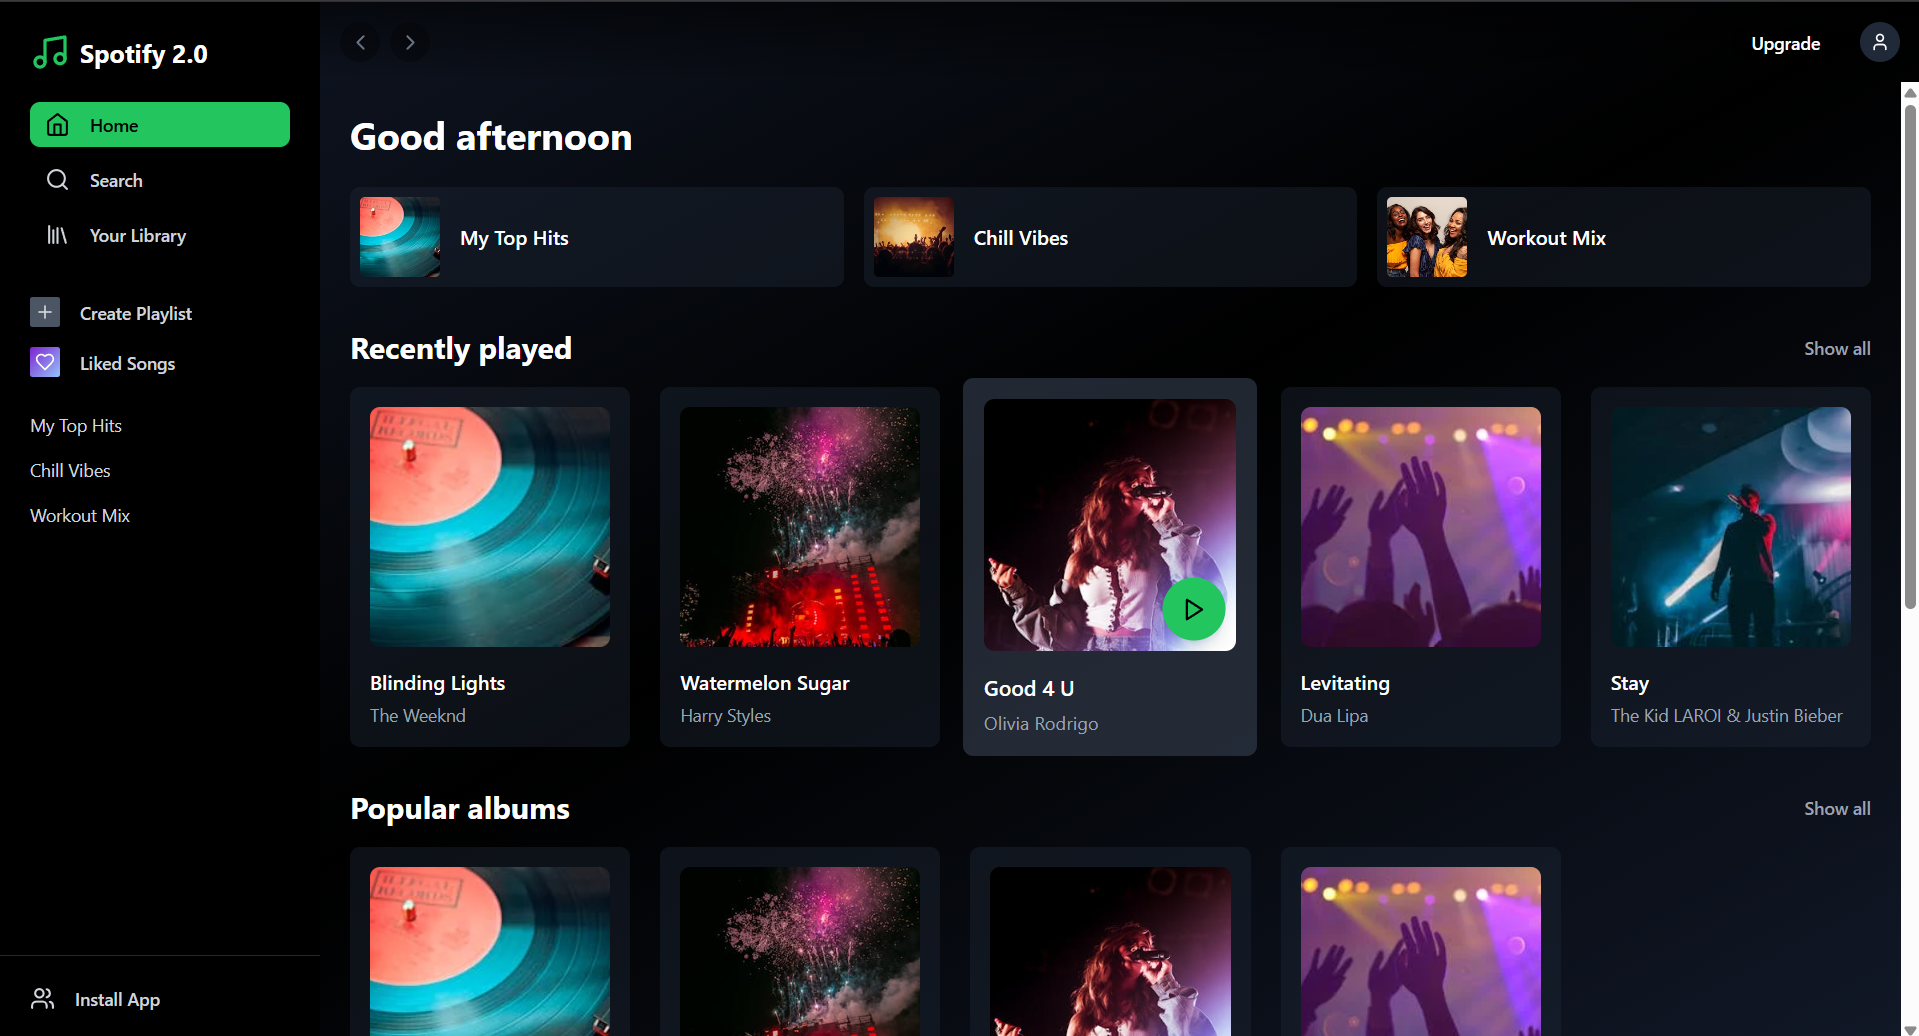 Spotify 2.0
Home
Search
Your Library
Create Playlist
Liked Songs
My Top Hits
Chill Vibes
Workout Mix
Install App
Upgrade
Good afternoon
My Top Hits
Chill Vibes
Workout Mix
Recently played
Show all
Blinding Lights
The Weeknd
Watermelon Sugar
Harry Styles
Good 4 U
Olivia Rodrigo
Levitating
Dua Lipa
Stay
The Kid LAROI & Justin Bieber
Popular albums
Show all